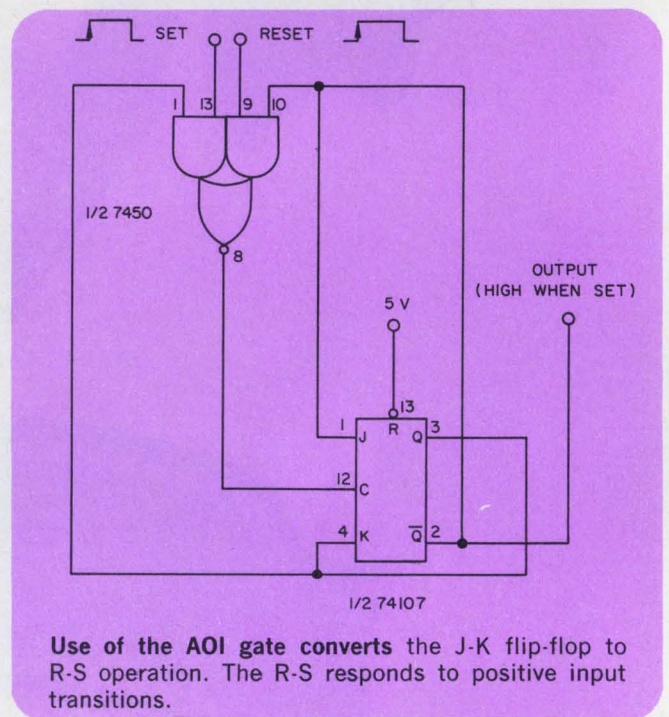 SET RESET
1 13 9 10
1/2 7450
8
OUTPUT
(HIGH WHEN SET)
5 V
13
1 J R Q 3
12 C
4 K Q̅ 2
1/2 74107
Use of the AOI gate converts the J-K flip-flop to
R-S operation. The R-S responds to positive input
transitions.